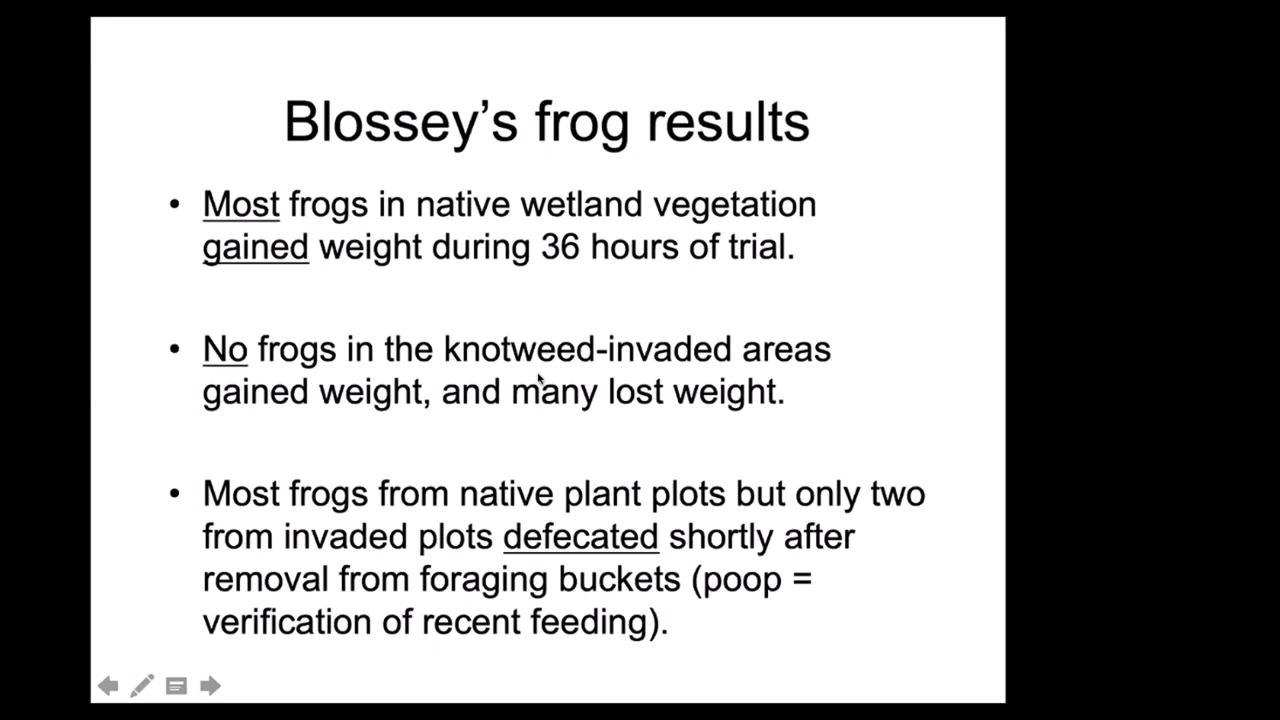 Blossey's frog results
• Most frogs in native wetland vegetation
gained weight during 36 hours of trial.
• No frogs in the knotweed-invaded areas
gained weight, and many lost weight.
• Most frogs from native plant plots but only two
from invaded plots defecated shortly after
removal from foraging buckets (poop =
verification of recent feeding).